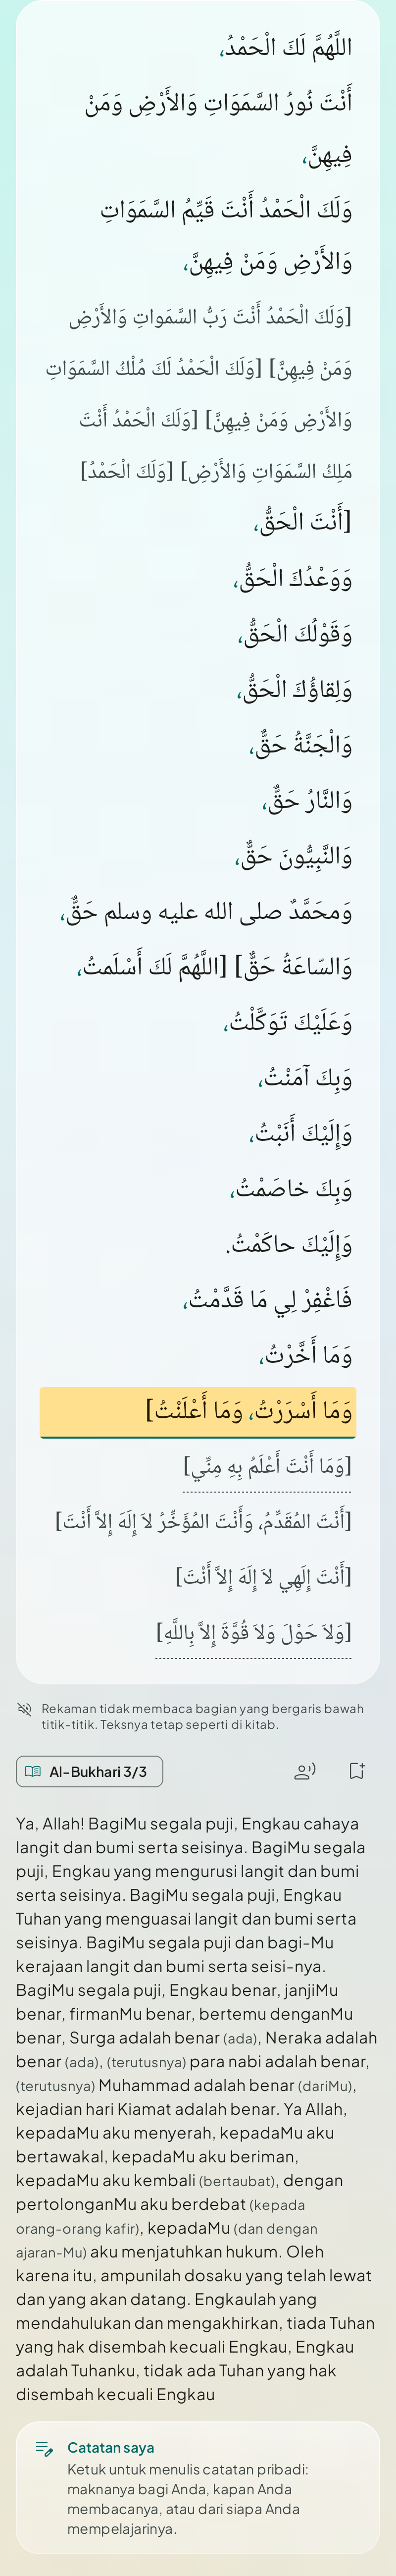 اللَّهُمَّ لَكَ الْحَمْدُ،
أَنْتَ نُورُ السَّمَوَاتِ وَالأَرْضِ وَمَنْ
فِيهِنَّ،
وَلَكَ الْحَمْدُ أَنْتَ قَيِّمُ السَّمَوَاتِ
وَالأَرْضِ وَمَنْ فِيهِنَّ،
[وَلَكَ الْحَمْدُ أَنْتَ رَبُّ السَّمَواتِ وَالأَرْضِ
وَمَنْ فِيهِنَّ] [وَلَكَ الْحَمْدُ لَكَ مُلْكُ السَّمَوَاتِ
وَالأَرْضِ وَمَنْ فِيهِنَّ] [وَلَكَ الْحَمْدُ أَنْتَ
مَلِكُ السَّمَوَاتِ وَالأَرْضِ] [وَلَكَ الْحَمْدُ]
[أَنْتَ الْحَقُّ،
وَوَعْدُكَ الْحَقُّ،
وَقَوْلُكَ الْحَقُّ،
وَلِقاؤُكَ الْحَقُّ،
وَالْجَنَّةُ حَقٌّ،
وَالنَّارُ حَقٌّ،
وَالنَّبِيُّونَ حَقٌّ،
وَمحَمَّدٌ صلى الله عليه وسلم حَقٌّ،
وَالسّاعَةُ حَقٌّ] [اللَّهُمَّ لَكَ أَسْلَمتُ،
وَعَلَيْكَ تَوَكَّلْتُ،
وَبِكَ آمَنْتُ،
وَإِلَيْكَ أَنَبْتُ،
وَبِكَ خاصَمْتُ،
وَإِلَيْكَ حاكَمْتُ.
فَاغْفِرْ لِي مَا قَدَّمْتُ،
وَمَا أَخَّرْتُ،
وَمَا أَسْرَرْتُ، وَمَا أَعْلَنْتُ]
[وَمَا أَنْتَ أَعْلَمُ بِهِ مِنِّي]
[أَنْتَ المُقَدِّمُ، وَأَنْتَ المُؤَخِّرُ لاَ إِلَهَ إِلاَّ أَنْتَ]
[أَنْتَ إِلَهِي لاَ إِلَهَ إِلاَّ أَنْتَ]
[وَلاَ حَوْلَ وَلاَ قُوَّةَ إِلاَّ بِاللَّهِ]
Rekaman tidak membaca bagian yang bergaris bawah
titik-titik. Teksnya tetap seperti di kitab.
Al-Bukhari 3/3
Ya, Allah! BagiMu segala puji, Engkau cahaya
langit dan bumi serta seisinya. BagiMu segala
puji, Engkau yang mengurusi langit dan bumi
serta seisinya. BagiMu segala puji, Engkau
Tuhan yang menguasai langit dan bumi serta
seisinya. BagiMu segala puji dan bagi-Mu
kerajaan langit dan bumi serta seisi-nya.
BagiMu segala puji, Engkau benar, janjiMu
benar, firmanMu benar, bertemu denganMu
benar, Surga adalah benar (ada), Neraka adalah
benar (ada), (terutusnya) para nabi adalah benar,
(terutusnya) Muhammad adalah benar (dariMu),
kejadian hari Kiamat adalah benar. Ya Allah,
kepadaMu aku menyerah, kepadaMu aku
bertawakal, kepadaMu aku beriman,
kepadaMu aku kembali (bertaubat), dengan
pertolonganMu aku berdebat (kepada
orang-orang kafir), kepadaMu (dan dengan
ajaran-Mu) aku menjatuhkan hukum. Oleh
karena itu, ampunilah dosaku yang telah lewat
dan yang akan datang. Engkaulah yang
mendahulukan dan mengakhirkan, tiada Tuhan
yang hak disembah kecuali Engkau, Engkau
adalah Tuhanku, tidak ada Tuhan yang hak
disembah kecuali Engkau
Catatan saya
Ketuk untuk menulis catatan pribadi:
maknanya bagi Anda, kapan Anda
membacanya, atau dari siapa Anda
mempelajarinya.